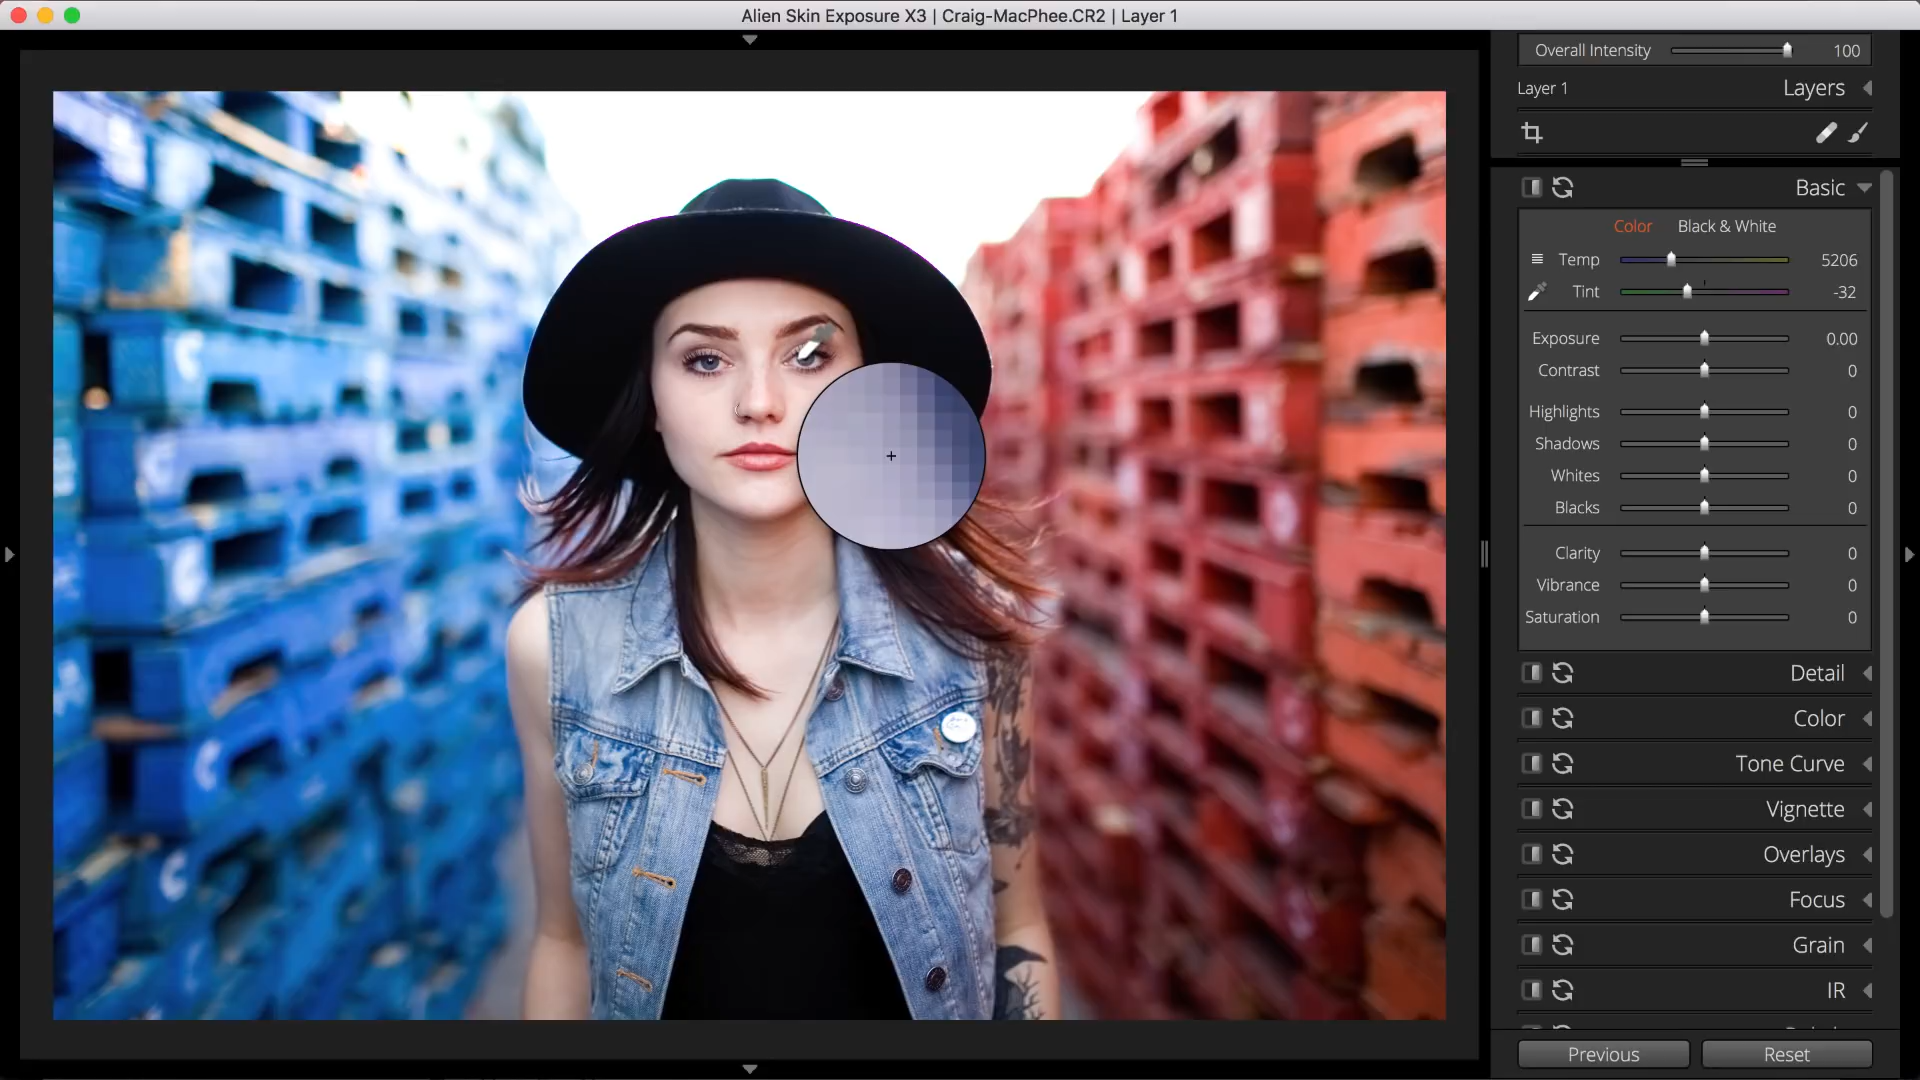 Alien Skin Exposure X3 | Craig-MacPhee.CR2 | Layer 1
Overall Intensity 100
Layer 1 Layers
Basic
Color Black & White
Temp 5206
Tint -32
Exposure 0.00
Contrast 0
Highlights 0
Shadows 0
Whites 0
Blacks 0
Clarity 0
Vibrance 0
Saturation 0
Detail
Color
Tone Curve
Vignette
Overlays
Focus
Grain
IR
Previous Reset